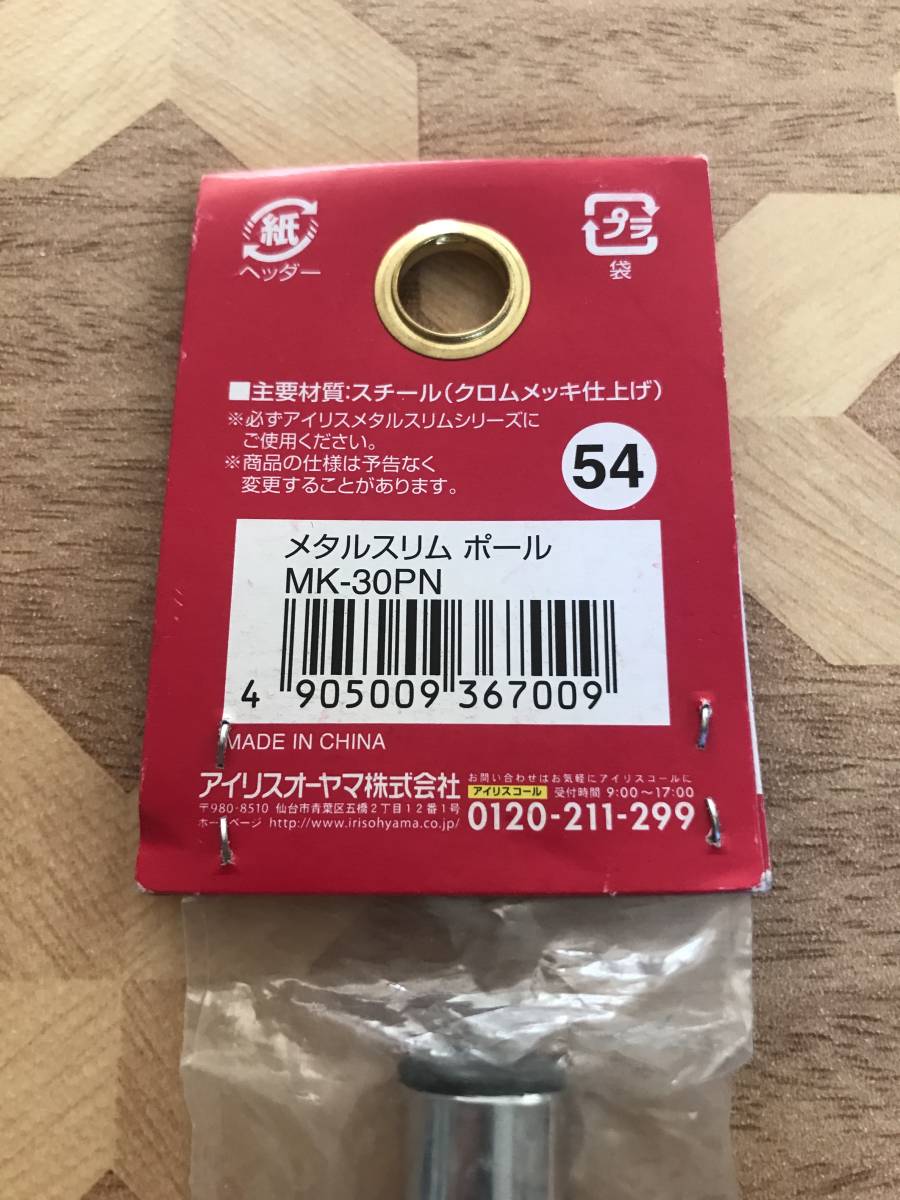 紙
ヘッダー
プラ
袋
■主要材質:スチール(クロムメッキ仕上げ)
※必ずアイリスメタルスリムシリーズに
ご使用ください。
※商品の仕様は予告なく
変更することがあります。
54
メタルスリム ポール
MK-30PN
4 905009 367009
MADE IN CHINA
アイリスオーヤマ株式会社
〒980-8510 仙台市青葉区五橋2丁目12番1号
ホームページ http://www.irisohyama.co.jp/
お問い合わせはお気軽にアイリスコールに
アイリスコール 受付時間 9:00〜17:00
0120-211-299